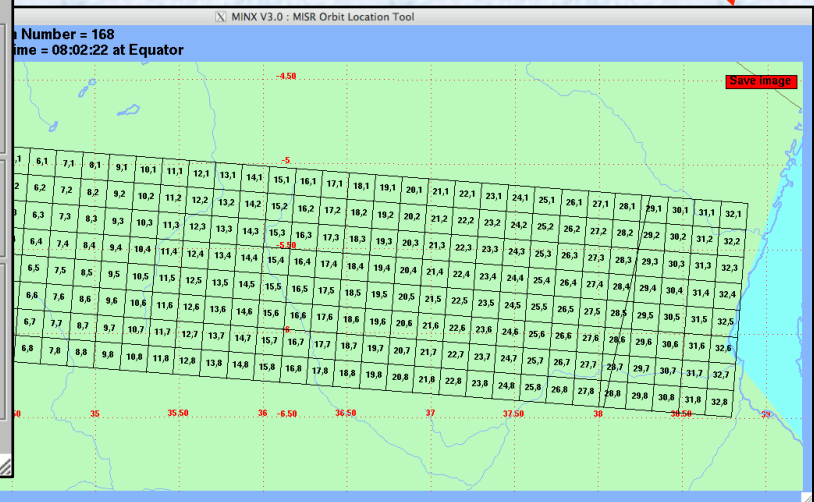 MINX V3.0 : MISR Orbit Location Tool
Number = 168
ime = 08:02:22 at Equator
-4.50
Save Image
-5
,1 6,1 7,1 8,1 9,1 10,1 11,1 12,1 13,1 14,1 15,1 16,1 17,1 18,1 19,1 20,1 21,1 22,1 23,1 24,1 25,1 26,1 27,1 28,1 29,1 30,1 31,1 32,1
2 6,2 7,2 8,2 9,2 10,2 11,2 12,2 13,2 14,2 15,2 16,2 17,2 18,2 19,2 20,2 21,2 22,2 23,2 24,2 25,2 26,2 27,2 28,2 29,2 30,2 31,2 32,2
3 6,3 7,3 8,3 9,3 10,3 11,3 12,3 13,3 14,3 15,3 16,3 17,3 18,3 19,3 20,3 21,3 22,3 23,3 24,3 25,3 26,3 27,3 28,3 29,3 30,3 31,3 32,3
-5.50
6,4 7,4 8,4 9,4 10,4 11,4 12,4 13,4 14,4 15,4 16,4 17,4 18,4 19,4 20,4 21,4 22,4 23,4 24,4 25,4 26,4 27,4 28,4 29,4 30,4 31,4 32,4
6,5 7,5 8,5 9,5 10,5 11,5 12,5 13,5 14,5 15,5 16,5 17,5 18,5 19,5 20,5 21,5 22,5 23,5 24,5 25,5 26,5 27,5 28,5 29,5 30,5 31,5 32,5
6,6 7,6 8,6 9,6 10,6 11,6 12,6 13,6 14,6 15,6 16,6 17,6 18,6 19,6 20,6 21,6 22,6 23,6 24,6 25,6 26,6 27,6 28,6 29,6 30,6 31,6 32,6
-6
6,7 7,7 8,7 9,7 10,7 11,7 12,7 13,7 14,7 15,7 16,7 17,7 18,7 19,7 20,7 21,7 22,7 23,7 24,7 25,7 26,7 27,7 28,7 29,7 30,7 31,7 32,7
6,8 7,8 8,8 9,8 10,8 11,8 12,8 13,8 14,8 15,8 16,8 17,8 18,8 19,8 20,8 21,8 22,8 23,8 24,8 25,8 26,8 27,8 28,8 29,8 30,8 31,8 32,8
50 35 35.50 36 -6.50 36.50 37 37.50 38 38.50 39